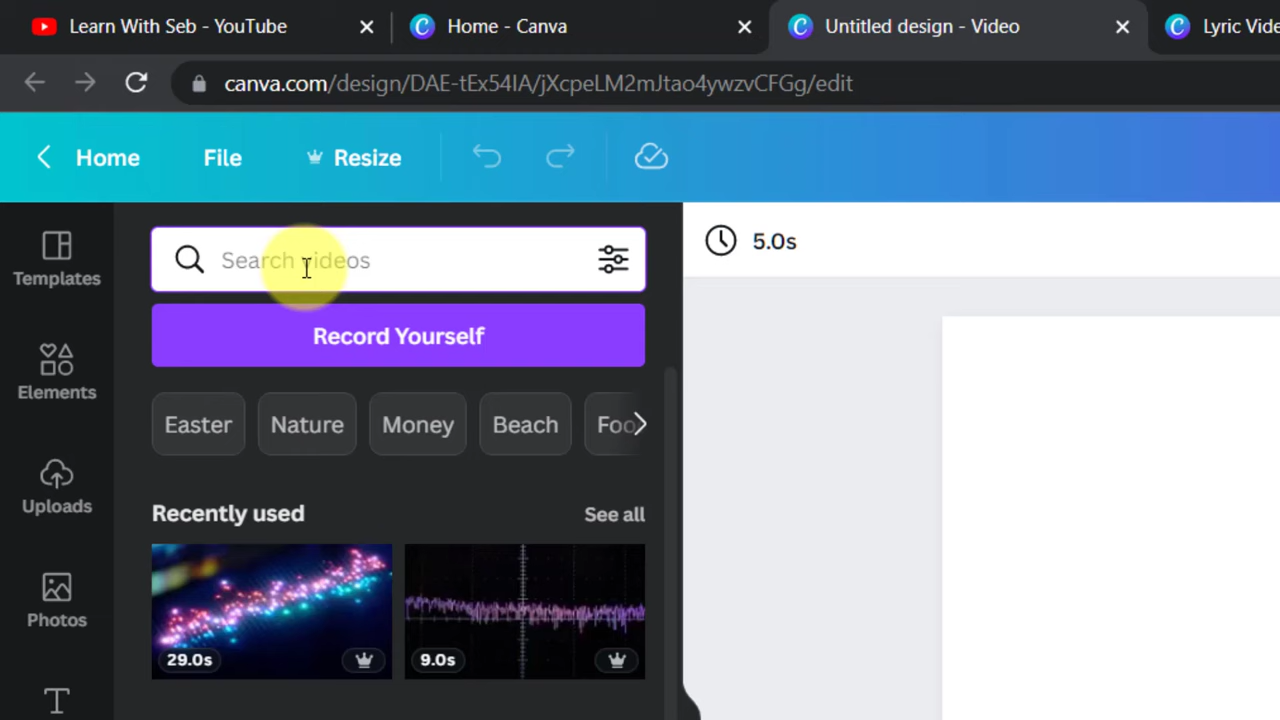 Learn With Seb - YouTube
Home - Canva
Untitled design - Video
Lyric Vide
canva.com/design/DAE-tEx54IA/jXcpeLM2mJtao4ywzvCFGg/edit
Home
File
Resize
Templates
Elements
Uploads
Photos
Search videos
Record Yourself
Easter
Nature
Money
Beach
Foo
Recently used
See all
29.0s
9.0s
5.0s